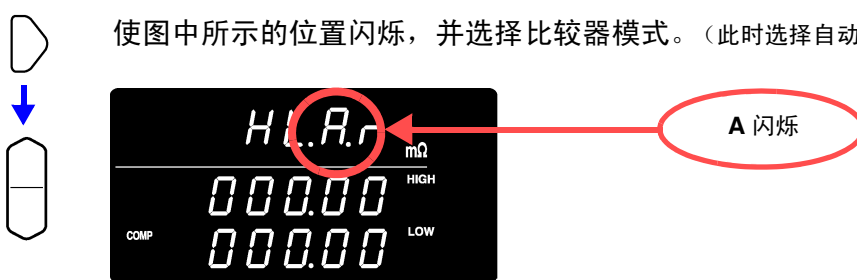 使图中所示的位置闪烁，并选择比较器模式。（此时选择自动
HL.A.r mΩ
A 闪烁
000.00 HIGH
COMP 000.00 LOW